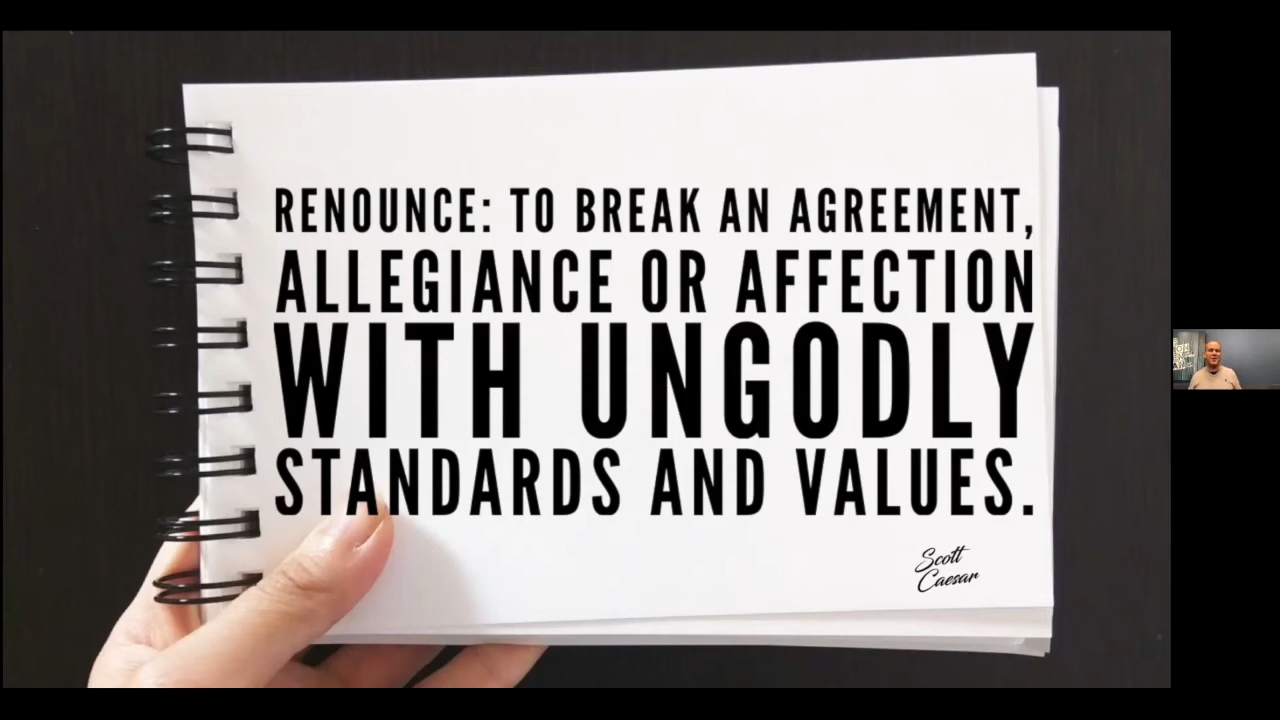 RENOUNCE: TO BREAK AN AGREEMENT,
ALLEGIANCE OR AFFECTION
WITH UNGODLY
STANDARDS AND VALUES.
Scott
Caesar